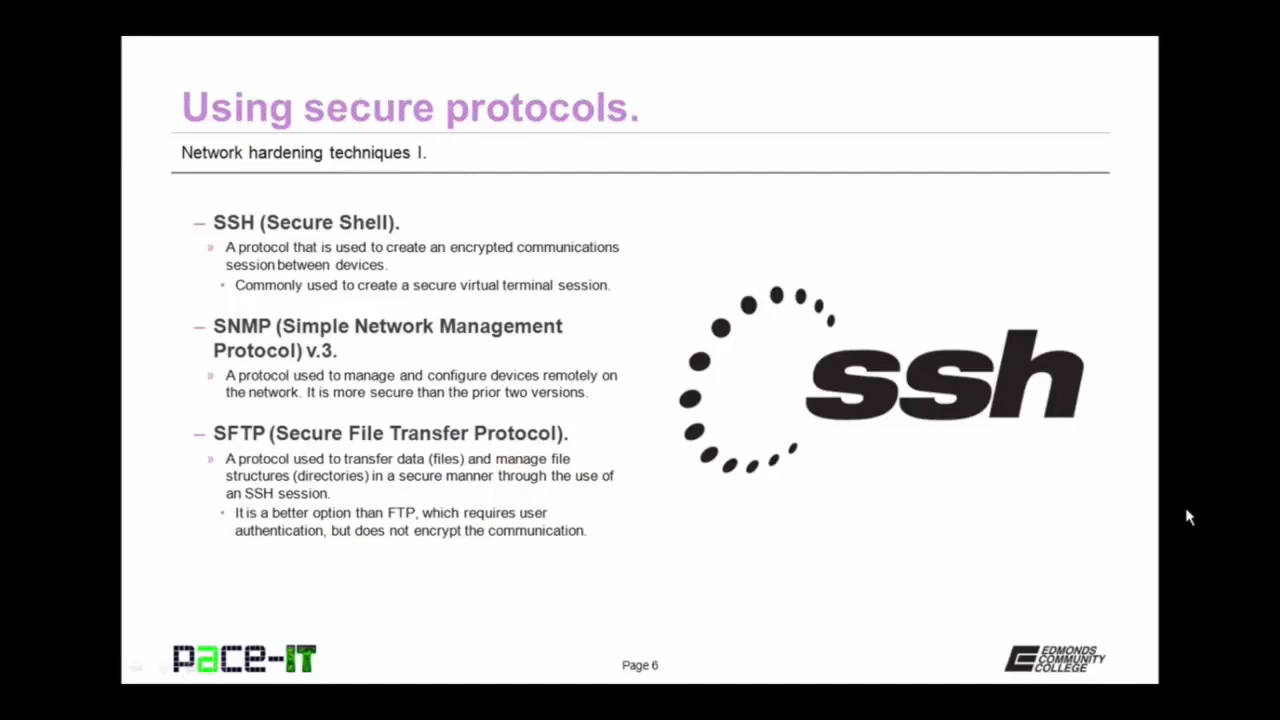 Using secure protocols.
Network hardening techniques I.
– SSH (Secure Shell).
» A protocol that is used to create an encrypted communications
session between devices.
• Commonly used to create a secure virtual terminal session.
– SNMP (Simple Network Management
Protocol) v.3.
» A protocol used to manage and configure devices remotely on
the network. It is more secure than the prior two versions.
– SFTP (Secure File Transfer Protocol).
» A protocol used to transfer data (files) and manage file
structures (directories) in a secure manner through the use of
an SSH session.
• It is a better option than FTP, which requires user
authentication, but does not encrypt the communication.
ssh
pace-IT
Page 6
EDMONDS
COMMUNITY
COLLEGE